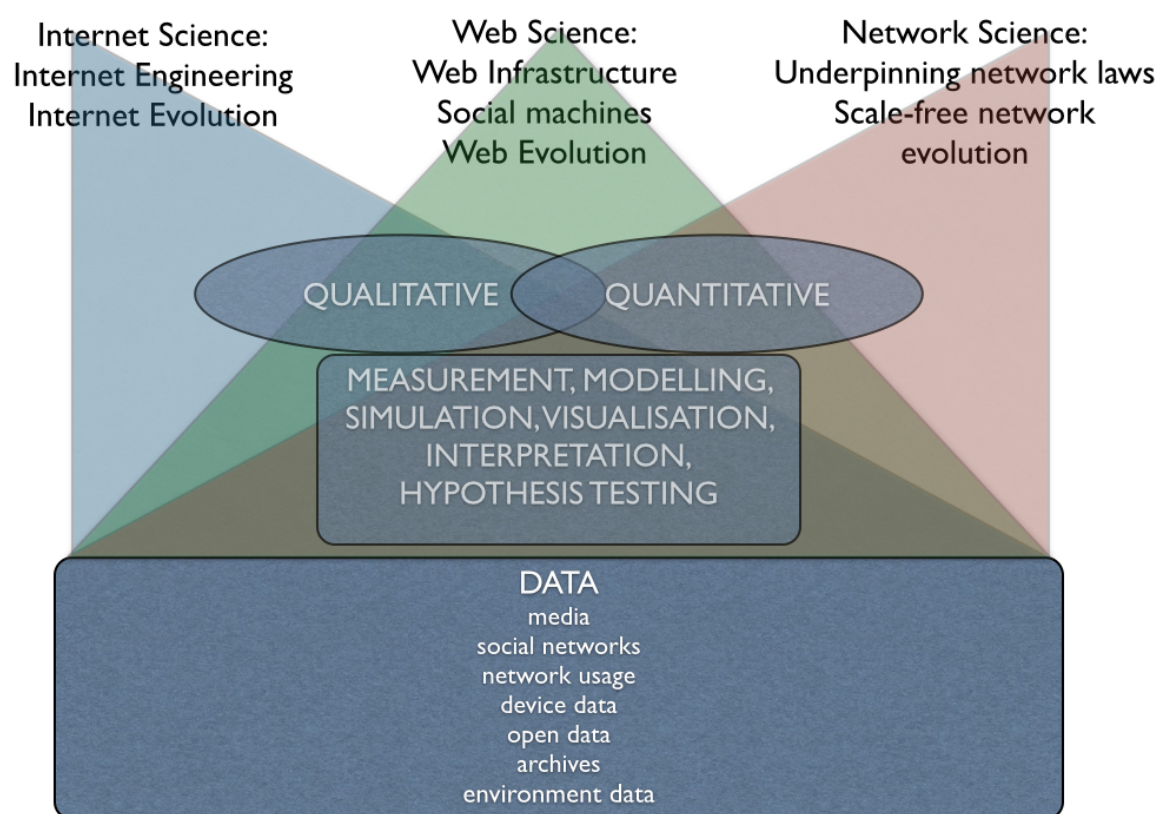 Internet Science:
Internet Engineering
Internet Evolution
Web Science:
Web Infrastructure
Social machines
Web Evolution
Network Science:
Underpinning network laws
Scale-free network
evolution
QUALITATIVE
QUANTITATIVE
MEASUREMENT, MODELLING,
SIMULATION, VISUALISATION,
INTERPRETATION,
HYPOTHESIS TESTING
DATA
media
social networks
network usage
device data
open data
archives
environment data